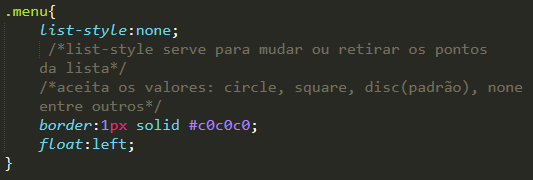 .menu{
list-style:none;
/*list-style serve para mudar ou retirar os pontos
da lista*/
/*aceita os valores: circle, square, disc(padrão), none
entre outros*/
border:1px solid #c0c0c0;
float:left;
}